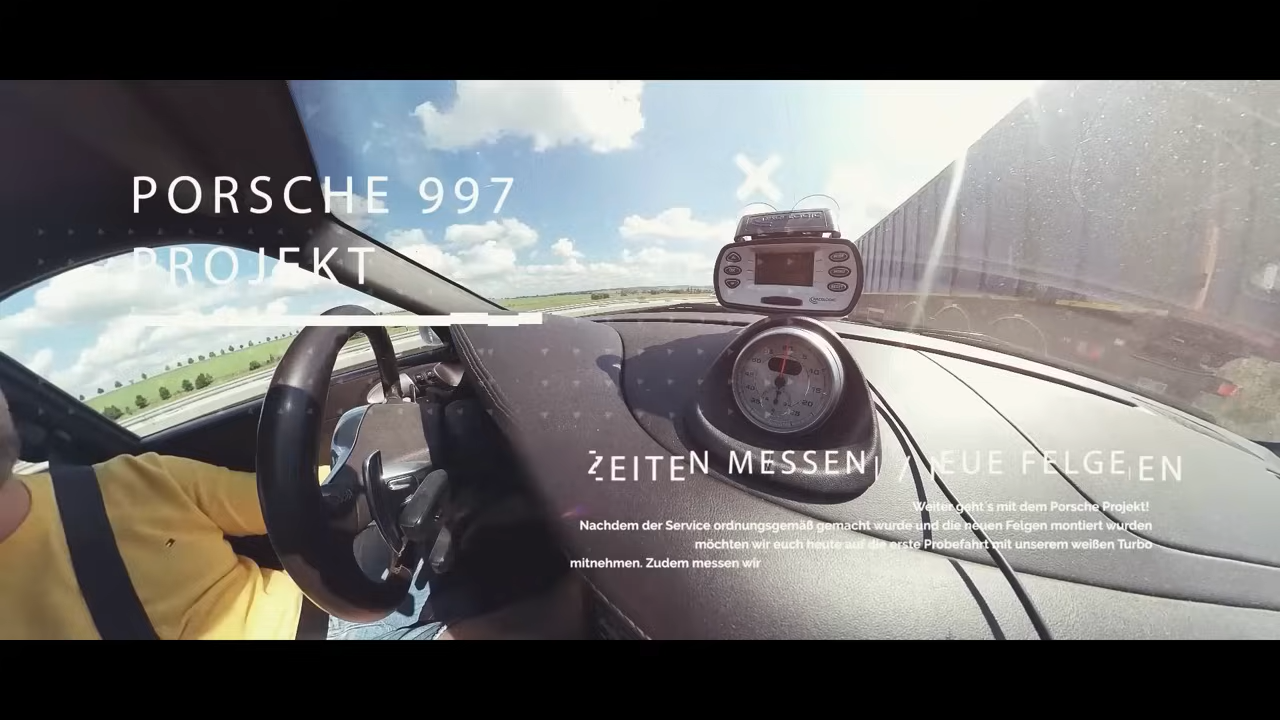 PORSCHE 997
PROJEKT
ZEITEN MESSEN / NEUE FELGEN
Weiter geht's mit dem Porsche Projekt!
Nachdem der Service ordnungsgemäß gemacht wurde und die neuen Felgen montiert wurden
möchten wir euch heute auf die erste Probefahrt mit unserem weißen Turbo
mitnehmen. Zudem messen wir